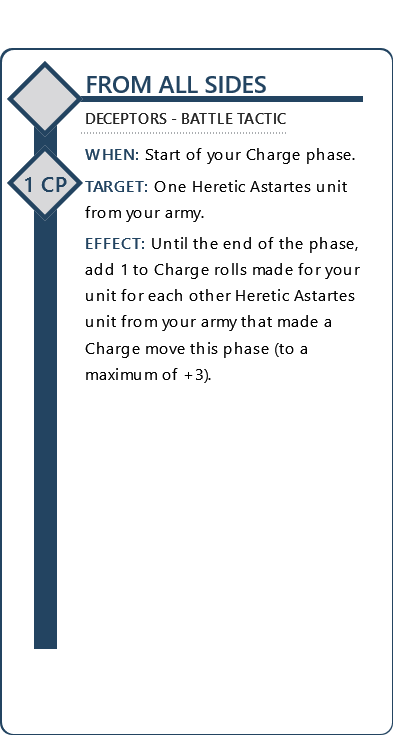 FROM ALL SIDES
DECEPTORS - BATTLE TACTIC
WHEN: Start of your Charge phase.
1 CP
TARGET: One Heretic Astartes unit
from your army.
EFFECT: Until the end of the phase,
add 1 to Charge rolls made for your
unit for each other Heretic Astartes
unit from your army that made a
Charge move this phase (to a
maximum of +3).